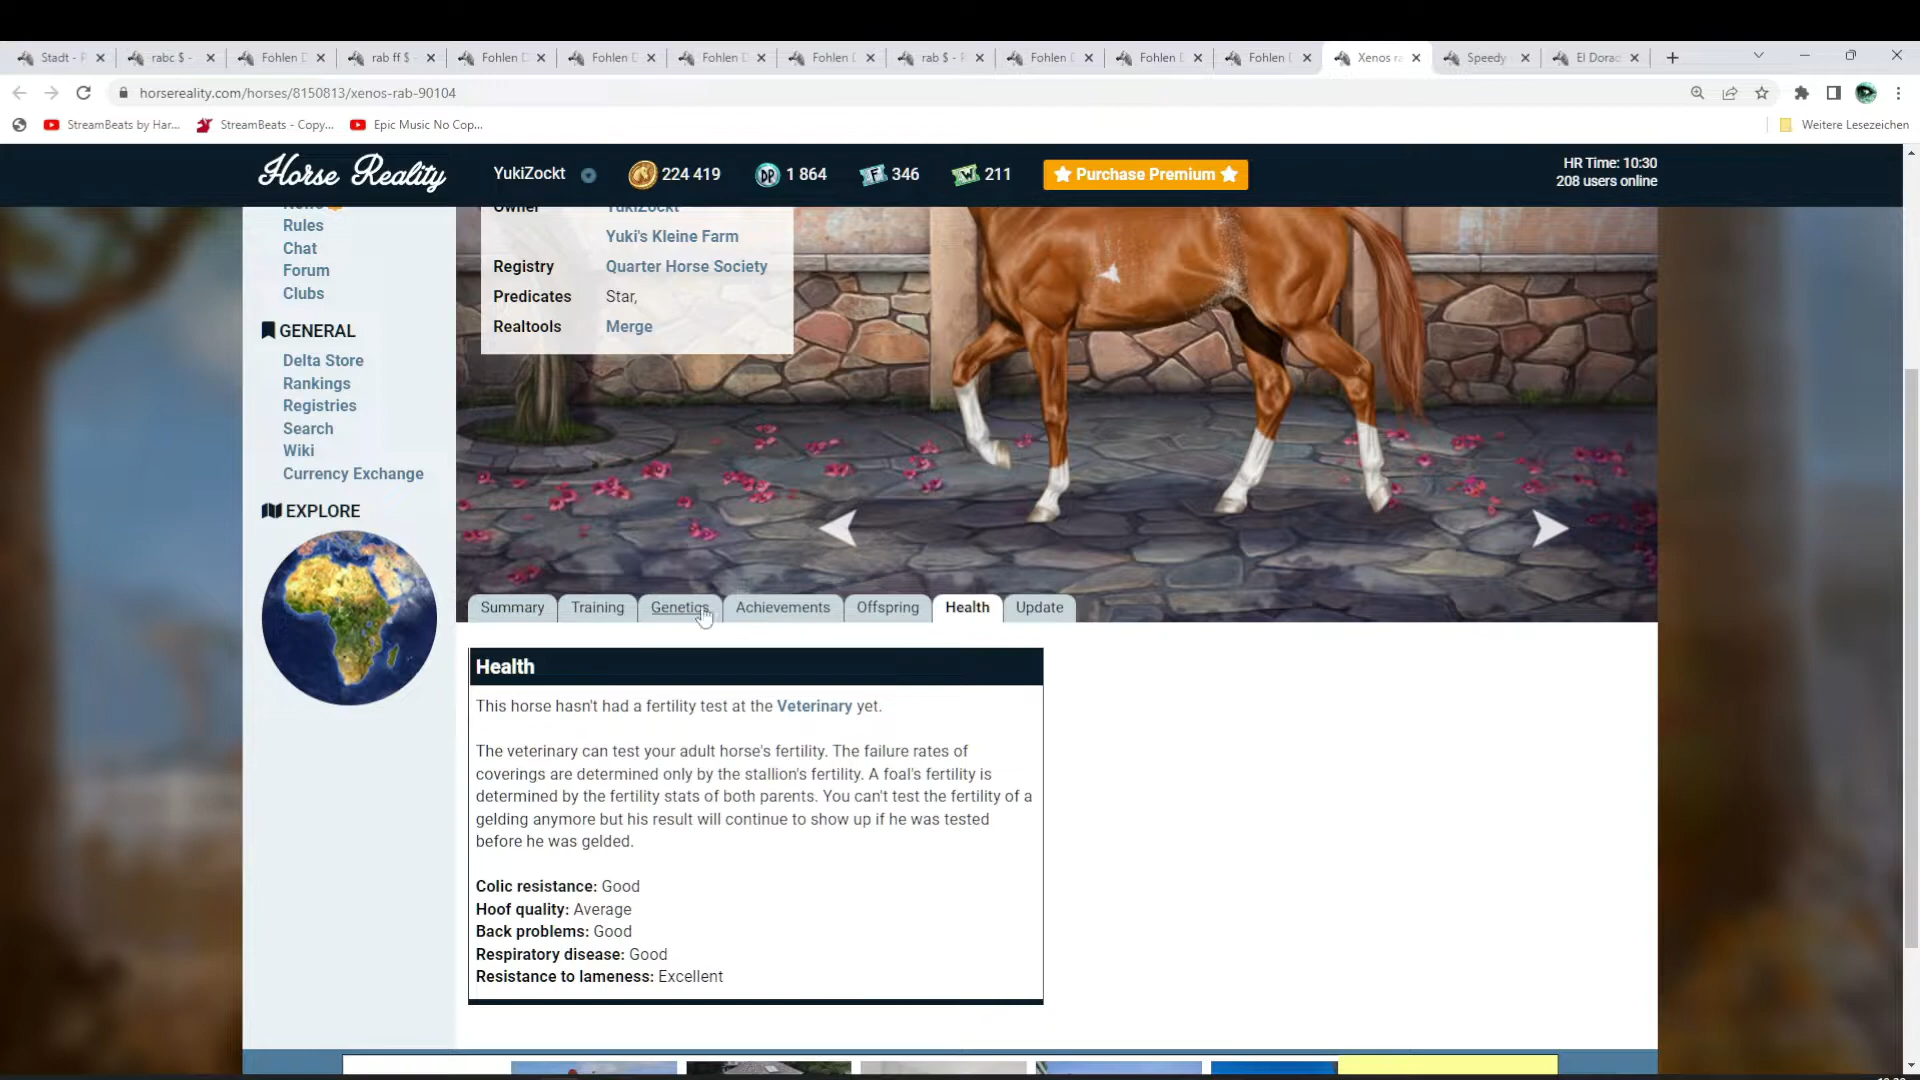 Stadt - P
rabc $ -
Fohlen D
rab ff $ -
Fohlen D
Fohlen D
Fohlen D
Fohlen D
rab $ - P
Fohlen D
Fohlen D
Fohlen D
Xenos ra
Speedy
El Dorad
horsereality.com/horses/8150813/xenos-rab-90104
StreamBeats by Har...
StreamBeats - Copy...
Epic Music No Cop...
Weitere Lesezeichen
Horse Reality
YukiZockt
224 419
DP 1 864
F 346
W 211
Purchase Premium
HR Time: 10:30
208 users online
News
Rules
Chat
Forum
Clubs
GENERAL
Delta Store
Rankings
Registries
Search
Wiki
Currency Exchange
EXPLORE
Owner YukiZockt
Yuki's Kleine Farm
Registry Quarter Horse Society
Predicates Star,
Realtools Merge
Summary Training Genetics Achievements Offspring Health Update
Health
This horse hasn't had a fertility test at the Veterinary yet.
The veterinary can test your adult horse's fertility. The failure rates of
coverings are determined only by the stallion's fertility. A foal's fertility is
determined by the fertility stats of both parents. You can't test the fertility of a
gelding anymore but his result will continue to show up if he was tested
before he was gelded.
Colic resistance: Good
Hoof quality: Average
Back problems: Good
Respiratory disease: Good
Resistance to lameness: Excellent